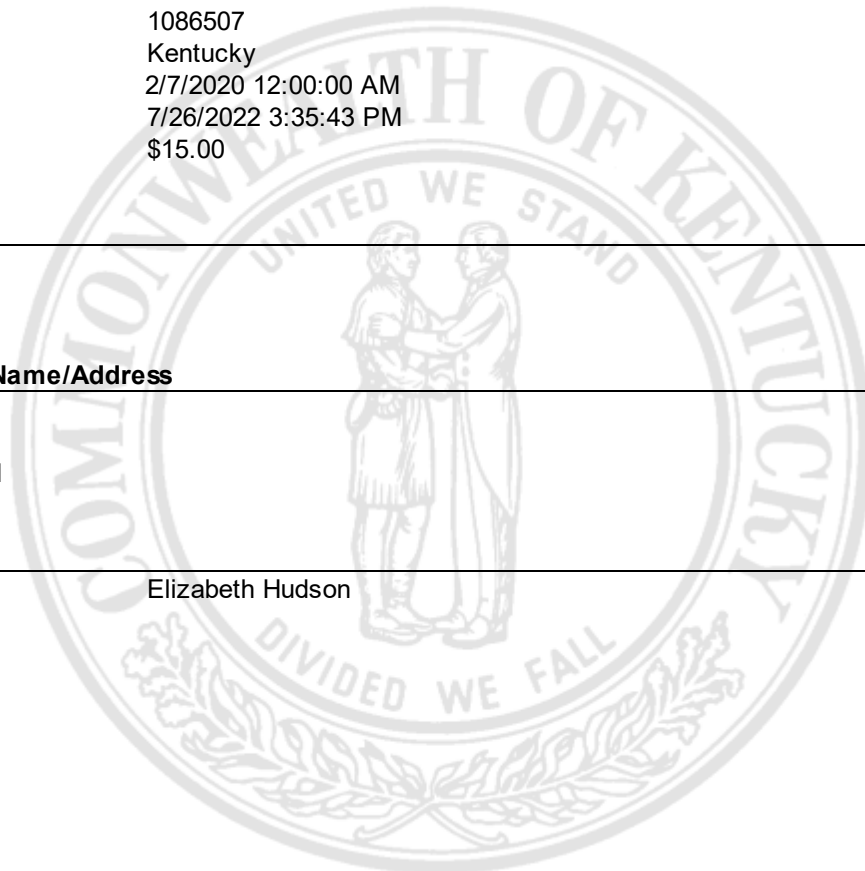 1086507
Kentucky
2/7/2020 12:00:00 AM
7/26/2022 3:35:43 PM
$15.00
COMMONWEALTH OF KENTUCKY
UNITED WE STAND
Name/Address
Elizabeth Hudson
DIVIDED WE FALL